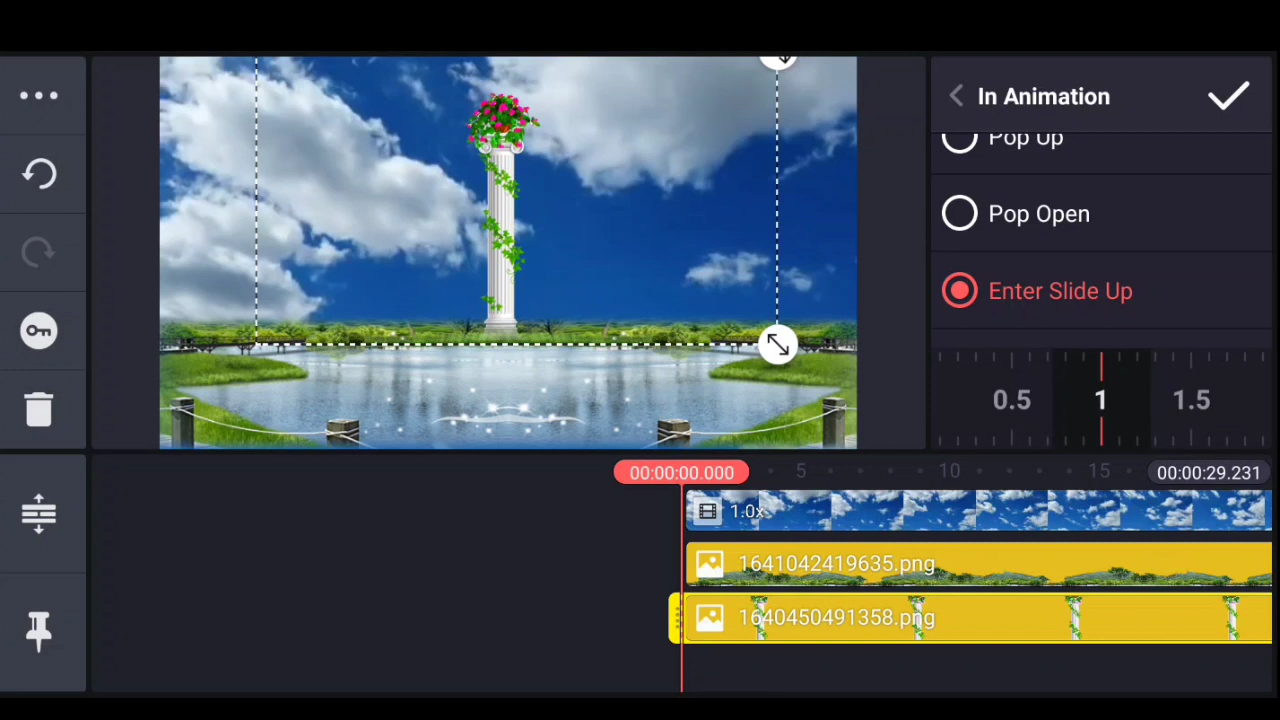 In Animation
Pop Up
Pop Open
Enter Slide Up
0.5 1 1.5
00:00:00.000 5 10 15 00:00:29.231
1.0x
1641042419635.png
1640450491358.png